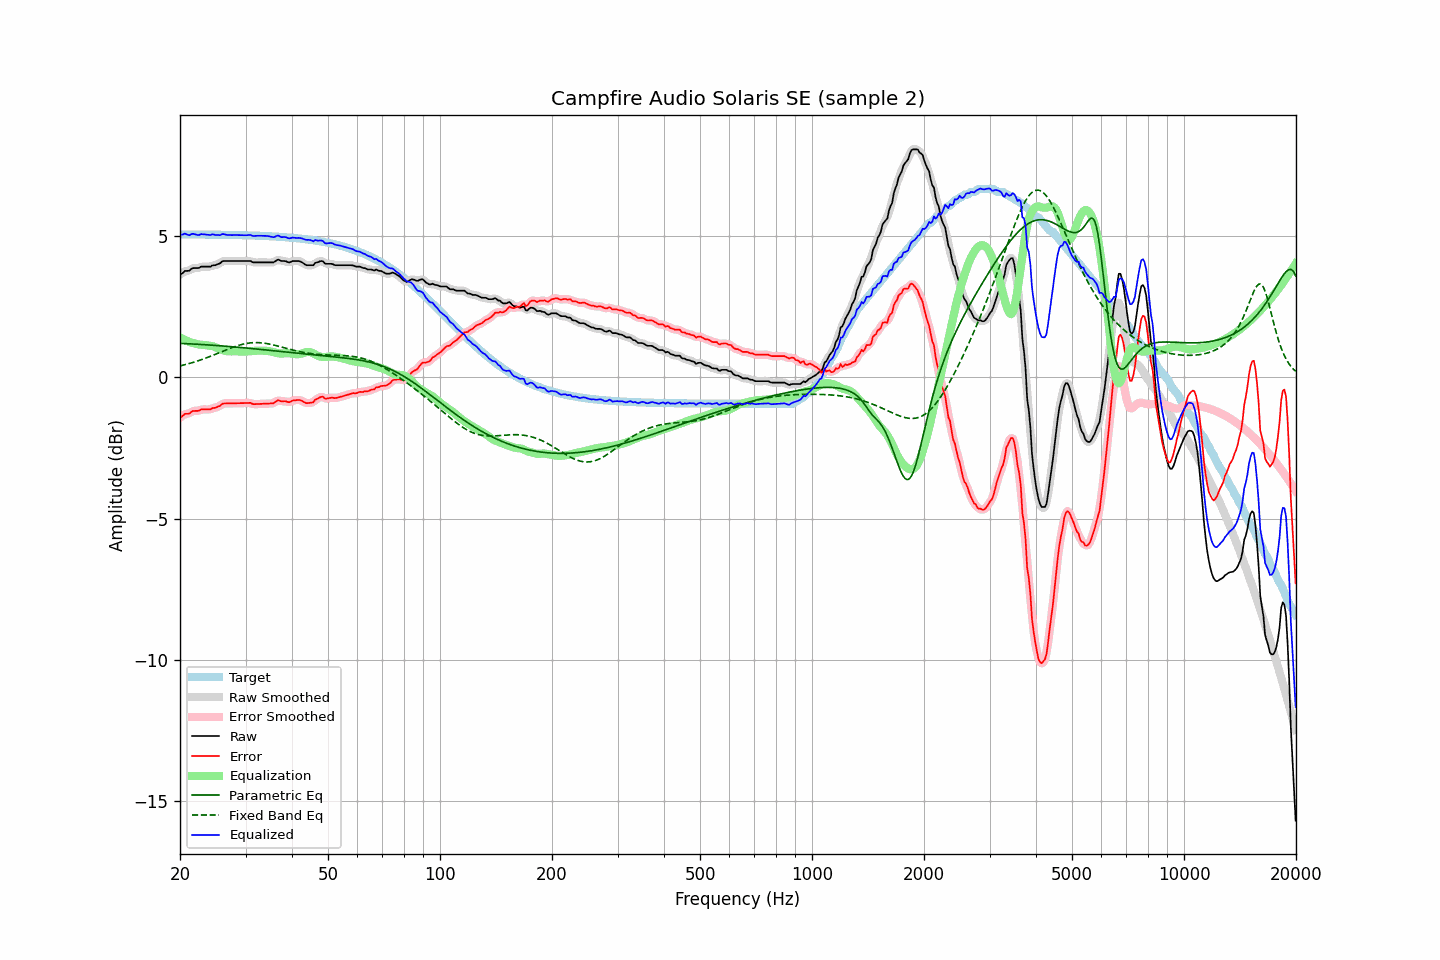 Campfire Audio Solaris SE (sample 2)
5
0
−5
−10
−15
Amplitude (dBr)
Target
Raw Smoothed
Error Smoothed
Raw
Error
Equalization
Parametric Eq
Fixed Band Eq
Equalized
20 50 100 200 500 1000 2000 5000 10000 20000
Frequency (Hz)